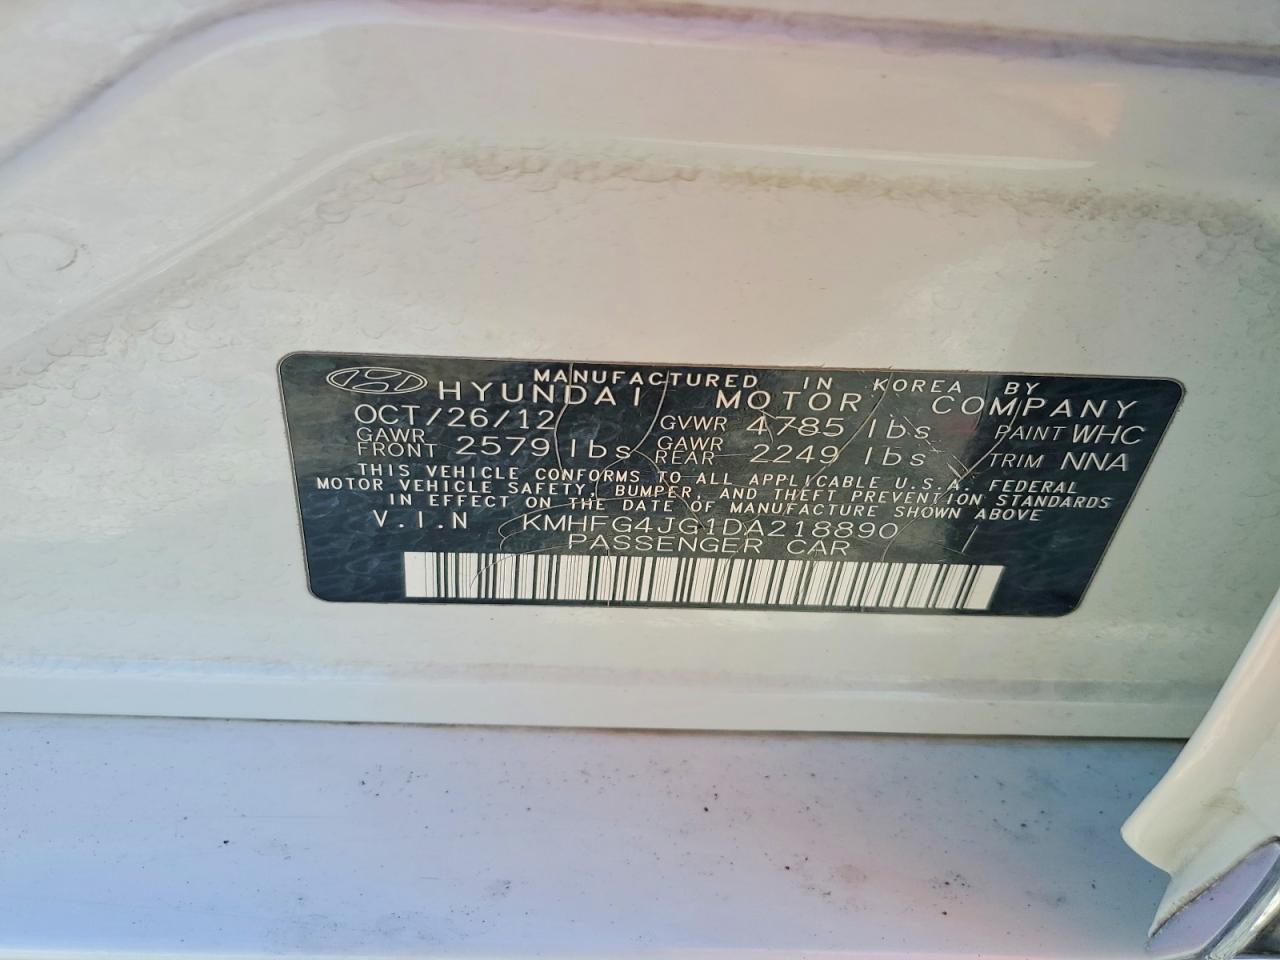 MANUFACTURED IN KOREA BY
HYUNDAI MOTOR COMPANY
OCT/26/12 GVWR 4785 lbs PAINT WHC
GAWR FRONT 2579 lbs GAWR REAR 2249 lbs TRIM NNA
THIS VEHICLE CONFORMS TO ALL APPLICABLE U.S.A. FEDERAL
MOTOR VEHICLE SAFETY, BUMPER, AND THEFT PREVENTION STANDARDS
IN EFFECT ON THE DATE OF MANUFACTURE SHOWN ABOVE
V.I.N KMHFG4JG1DA218890
PASSENGER CAR